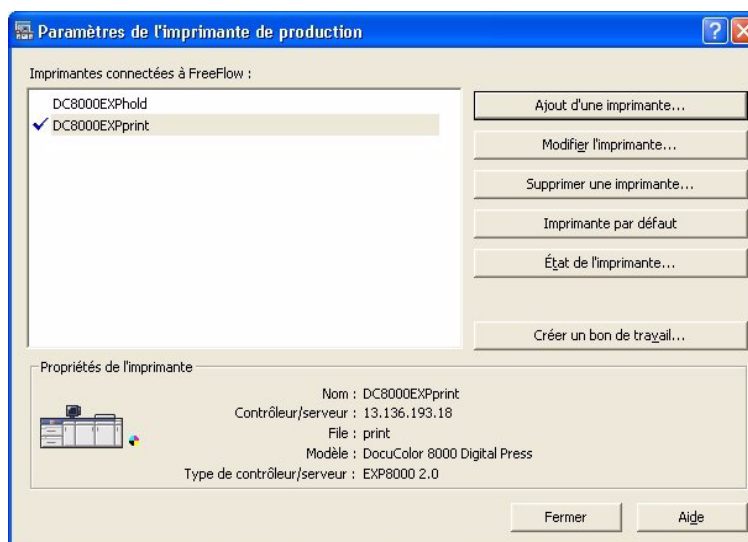 Paramètres de l'imprimante de production
Imprimantes connectées à FreeFlow :
DC8000EXPhold
DC8000EXPprint
Ajout d'une imprimante...
Modifier l'imprimante...
Supprimer une imprimante...
Imprimante par défaut
État de l'imprimante...
Créer un bon de travail...
Propriétés de l'imprimante
Nom : DC8000EXPprint
Contrôleur/serveur : 13.136.193.18
File : print
Modèle : DocuColor 8000 Digital Press
Type de contrôleur/serveur : EXP8000 2.0
Fermer
Aide